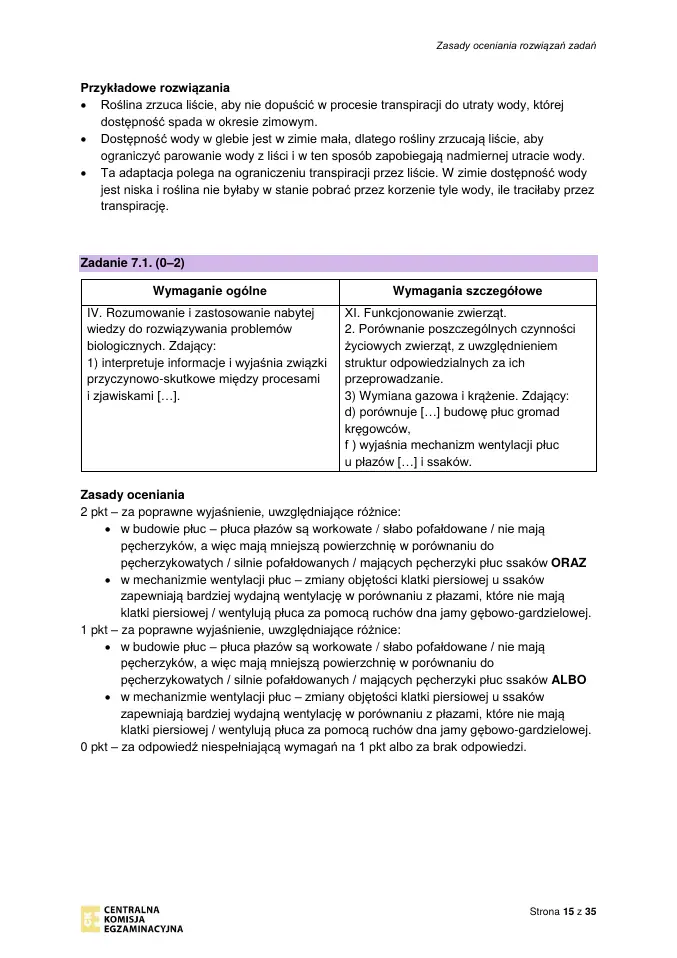 Zasady oceniania rozwiązań zadań
Przykładowe rozwiązania
• Roślina zrzuca liście, aby nie dopuścić w procesie transpiracji do utraty wody, której
dostępność spada w okresie zimowym.
• Dostępność wody w glebie jest w zimie mała, dlatego rośliny zrzucają liście, aby
ograniczyć parowanie wody z liści i w ten sposób zapobiegają nadmiernej utracie wody.
• Ta adaptacja polega na ograniczeniu transpiracji przez liście. W zimie dostępność wody
jest niska i roślina nie byłaby w stanie pobrać przez korzenie tyle wody, ile traciłaby przez
transpirację.
Zadanie 7.1. (0–2)
Wymaganie ogólne
Wymagania szczegółowe
IV. Rozumowanie i zastosowanie nabytej
wiedzy do rozwiązywania problemów
biologicznych. Zdający:
1) interpretuje informacje i wyjaśnia związki
przyczynowo-skutkowe między procesami
i zjawiskami […].
XI. Funkcjonowanie zwierząt.
2. Porównanie poszczególnych czynności
życiowych zwierząt, z uwzględnieniem
struktur odpowiedzialnych za ich
przeprowadzanie.
3) Wymiana gazowa i krążenie. Zdający:
d) porównuje […] budowę płuc gromad
kręgowców,
f ) wyjaśnia mechanizm wentylacji płuc
u płazów […] i ssaków.
Zasady oceniania
2 pkt – za poprawne wyjaśnienie, uwzględniające różnice:
• w budowie płuc – płuca płazów są workowate / słabo pofałdowane / nie mają
pęcherzyków, a więc mają mniejszą powierzchnię w porównaniu do
pęcherzykowatych / silnie pofałdowanych / mających pęcherzyki płuc ssaków ORAZ
• w mechanizmie wentylacji płuc – zmiany objętości klatki piersiowej u ssaków
zapewniają bardziej wydajną wentylację w porównaniu z płazami, które nie mają
klatki piersiowej / wentylują płuca za pomocą ruchów dna jamy gębowo-gardzielowej.
1 pkt – za poprawne wyjaśnienie, uwzględniające różnice:
• w budowie płuc – płuca płazów są workowate / słabo pofałdowane / nie mają
pęcherzyków, a więc mają mniejszą powierzchnię w porównaniu do
pęcherzykowatych / silnie pofałdowanych / mających pęcherzyki płuc ssaków ALBO
• w mechanizmie wentylacji płuc – zmiany objętości klatki piersiowej u ssaków
zapewniają bardziej wydajną wentylację w porównaniu z płazami, które nie mają
klatki piersiowej / wentylują płuca za pomocą ruchów dna jamy gębowo-gardzielowej.
0 pkt – za odpowiedź niespełniającą wymagań na 1 pkt albo za brak odpowiedzi.
CENTRALNA
KOMISJA
EGZAMINACYJNA
Strona 15 z 35